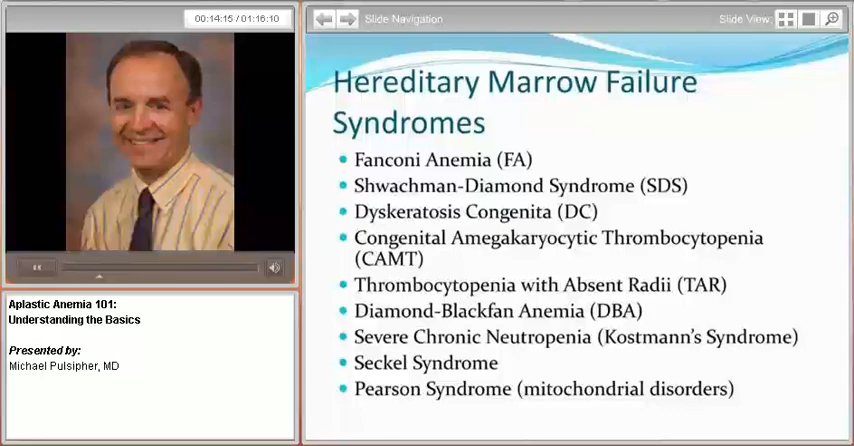 00:14:15 / 01:16:10
Slide Navigation
Slide View:
Aplastic Anemia 101:
Understanding the Basics
Presented by:
Michael Pulsipher, MD
Hereditary Marrow Failure
Syndromes
• Fanconi Anemia (FA)
• Shwachman-Diamond Syndrome (SDS)
• Dyskeratosis Congenita (DC)
• Congenital Amegakaryocytic Thrombocytopenia
(CAMT)
• Thrombocytopenia with Absent Radii (TAR)
• Diamond-Blackfan Anemia (DBA)
• Severe Chronic Neutropenia (Kostmann's Syndrome)
• Seckel Syndrome
• Pearson Syndrome (mitochondrial disorders)